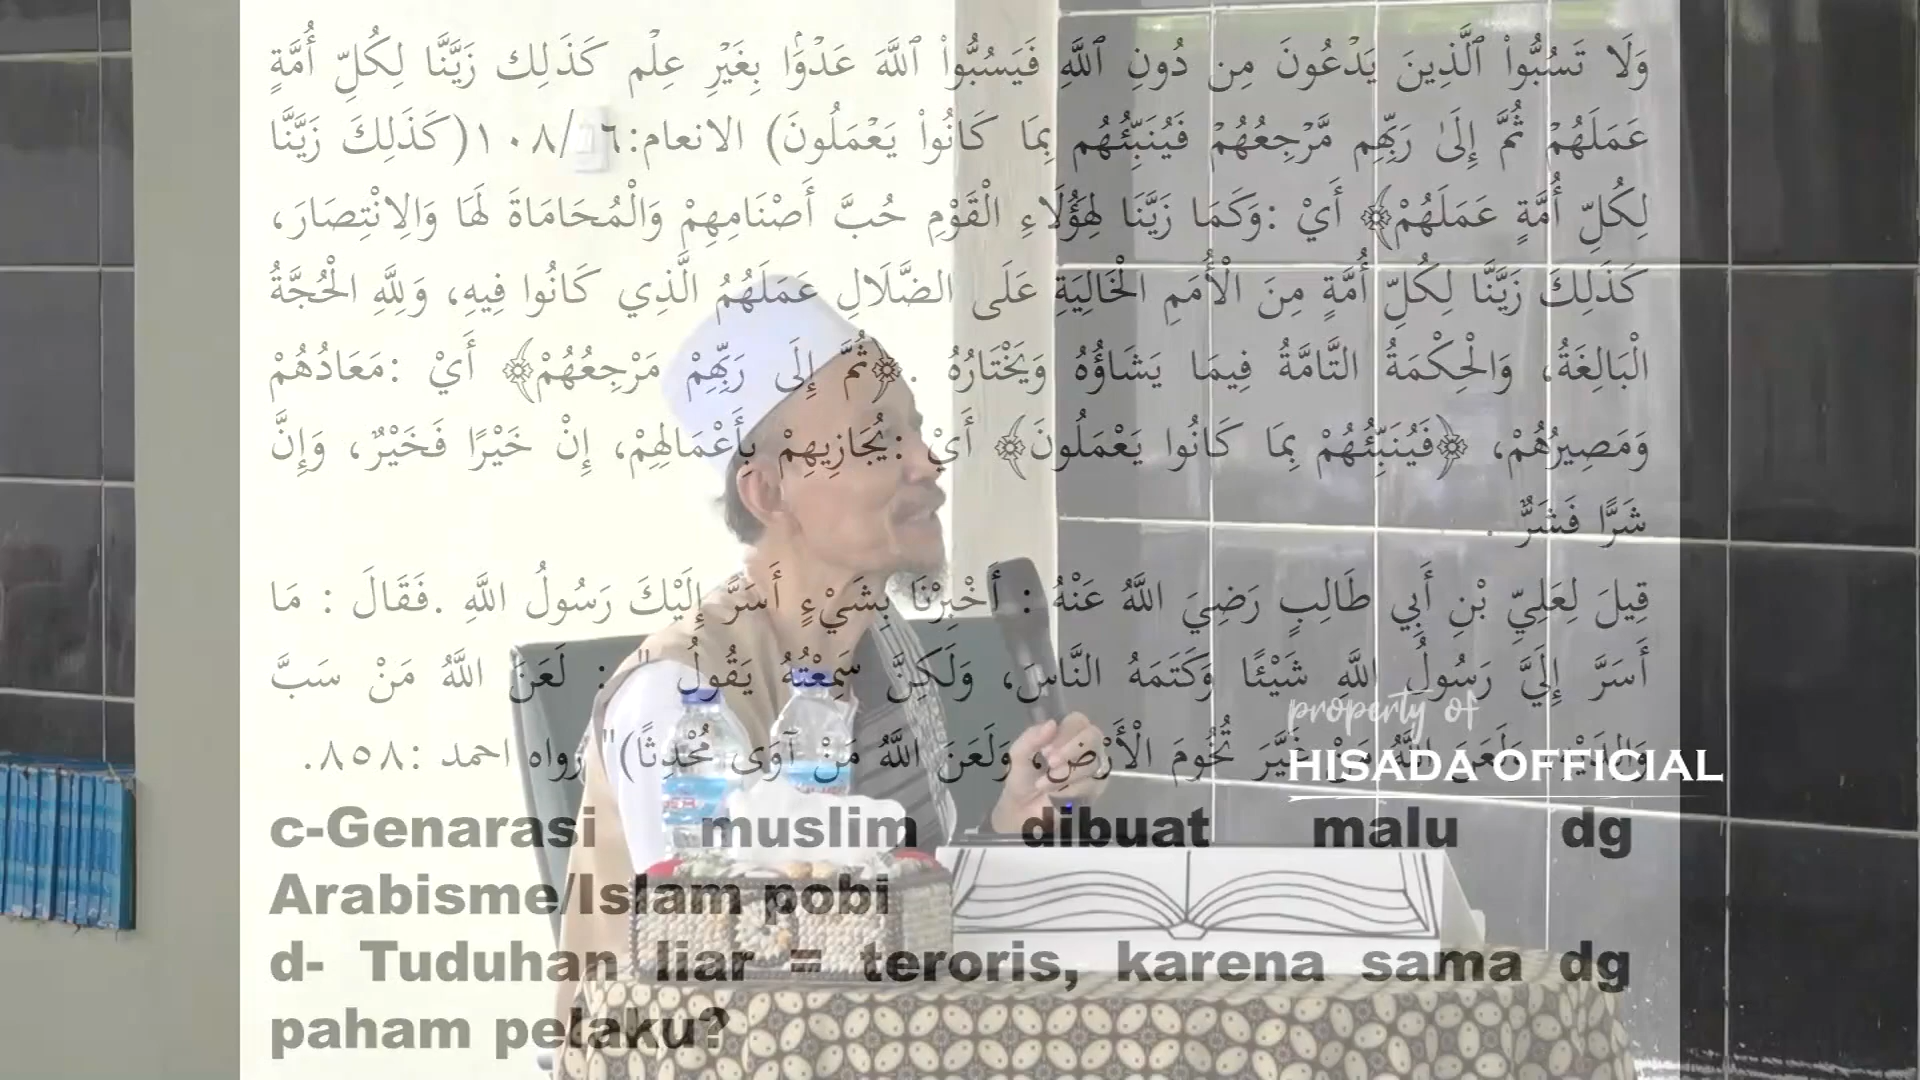 وَلَا تَسُبُّواْ ٱلَّذِينَ يَدۡعُونَ مِن دُونِ ٱللَّهِ فَيَسُبُّواْ ٱللَّهَ عَدۡوَۢا بِغَيۡرِ عِلۡم كَذَلِك زَيَّنَّا لِكُلِّ أُمَّةٍ
عَمَلَهُمۡ ثُمَّ إِلَىٰ رَبِّهِم مَّرۡجِعُهُمۡ فَيُنَبِّئُهُم بِمَا كَانُواْ يَعۡمَلُونَ) الانعام:٦/١٠٨(كَذَلِكَ زَيَّنَّا
لِكُلِّ أُمَّةٍ عَمَلَهُمْ﴾ أَيْ :وَكَمَا زَيَّنَا لِهَؤُلَاءِ الْقَوْمِ حُبَّ أَصْنَامِهِمْ وَالْمُحَامَاةَ لَهَا وَالِانْتِصَارَ،
كَذَلِكَ زَيَّنَّا لِكُلِّ أُمَّةٍ مِنَ الْأُمَمِ الْخَالِيَةِ عَلَى الضَّلَالِ عَمَلَهُمُ الَّذِي كَانُوا فِيهِ، وَلِلَّهِ الْحُجَّةُ
الْبَالِغَةُ، وَالْحِكْمَةُ التَّامَّةُ فِيمَا يَشَاؤُهُ وَيَخْتَارُهُ .﴿ثُمَّ إِلَى رَبِّهِمْ مَرْجِعُهُمْ﴾ أَيْ :مَعَادُهُمْ
وَمَصِيرُهُمْ، ﴿فَيُنَبِّئُهُمْ بِمَا كَانُوا يَعْمَلُونَ﴾ أَيْ :يُجَازِيهِمْ بِأَعْمَالِهِمْ، إِنْ خَيْرًا فَخَيْرٌ، وَإِنَّ
شَرًّا فَشَرٌّ .
قِيلَ لِعَلِيِّ بْنِ أَبِي طَالِبٍ رَضِيَ اللَّهُ عَنْهُ : أَخْبِرْنَا بِشَيْءٍ أَسَرَّ إِلَيْكَ رَسُولُ اللَّهِ .فَقَالَ : مَا
أَسَرَّ إِلَيَّ رَسُولُ اللَّهِ شَيْئًا وَكَتَمَهُ النَّاسَ، وَلَكِنَّ سَمِعْتُهُ يَقُولُ " : لَعَنَ اللَّهُ مَنْ سَبَّ
وَالِدَيْهِ، وَلَعَنَ اللَّهُ مَنْ غَيَّرَ تُخُومَ الْأَرْضِ، وَلَعَنَ اللَّهُ مَنْ آوَى مُحْدِثًا)" رواه احمد :٨٥٨.
property of
HISADA OFFICIAL
c-Genarasi muslim dibuat malu dg
Arabisme/Islam pobi
d- Tuduhan liar = teroris, karena sama dg
paham pelaku?